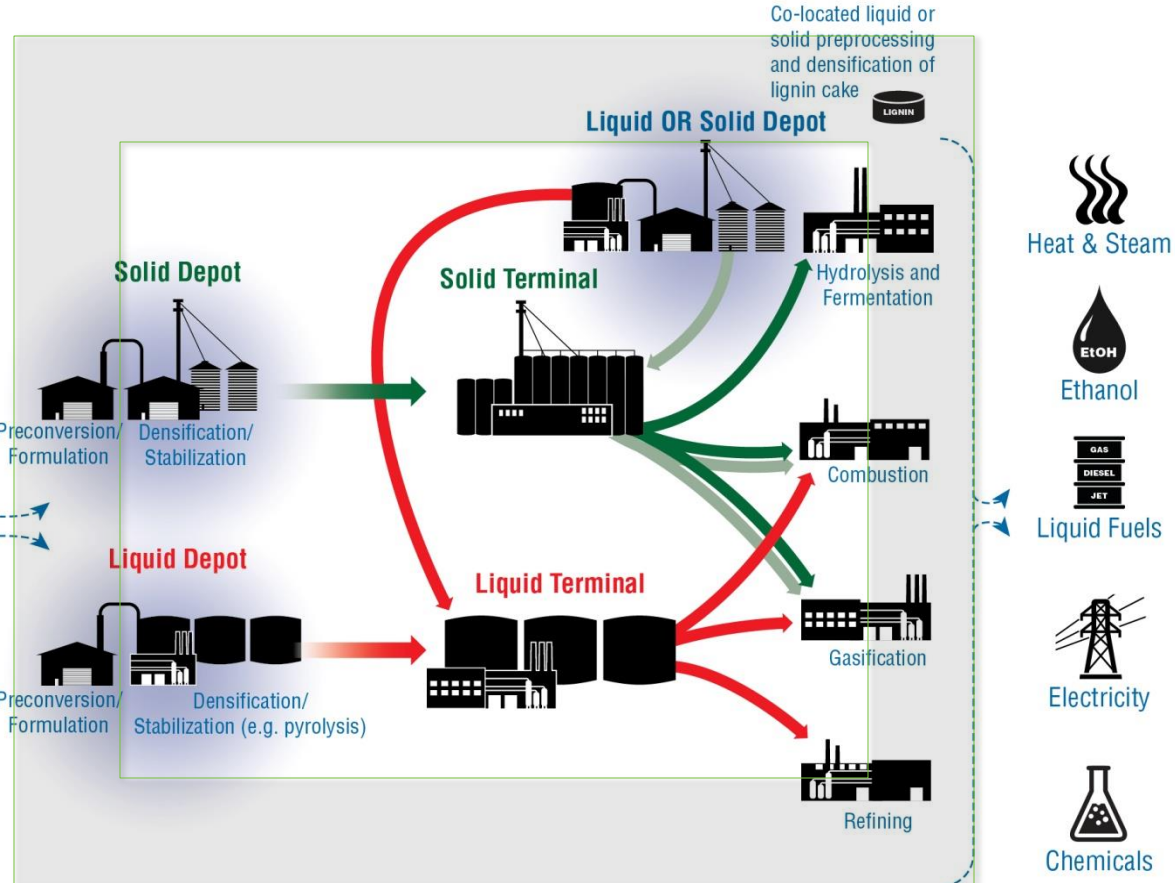 Co-located liquid or
solid preprocessing
and densification of
lignin cake
LIGNIN
Liquid OR Solid Depot
Hydrolysis and
Fermentation
Solid Depot
Preconversion/
Formulation
Densification/
Stabilization
Solid Terminal
Combustion
Liquid Depot
Preconversion/
Formulation
Densification/
Stabilization (e.g. pyrolysis)
Liquid Terminal
Gasification
Refining
Heat & Steam
EtOH
Ethanol
GAS
DIESEL
JET
Liquid Fuels
Electricity
Chemicals